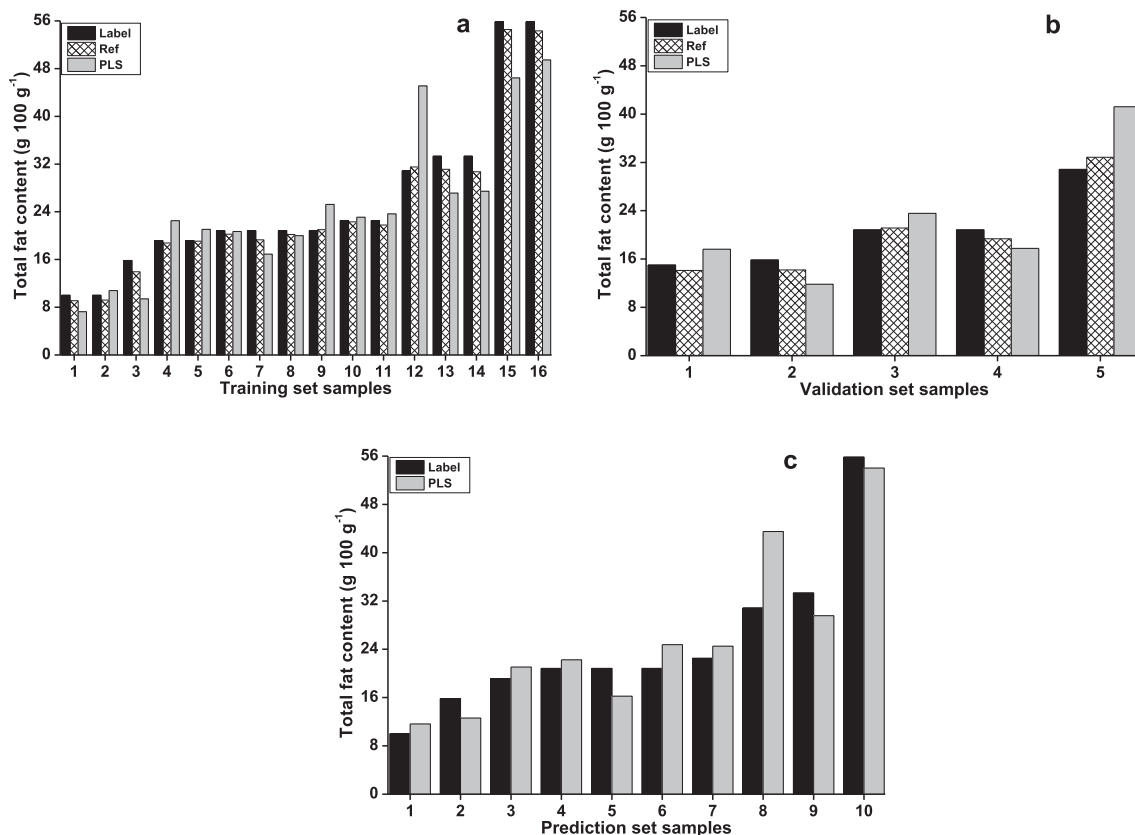 a
56
48
40
32
24
16
8
0
Total fat content (g 100 g⁻¹)
Label
Ref
PLS
1 2 3 4 5 6 7 8 9 10 11 12 13 14 15 16
Training set samples
b
56
48
40
32
24
16
8
0
Total fat content (g 100 g⁻¹)
Label
Ref
PLS
1 2 3 4 5
Validation set samples
c
56
48
40
32
24
16
8
0
Total fat content (g 100 g⁻¹)
Label
PLS
1 2 3 4 5 6 7 8 9 10
Prediction set samples